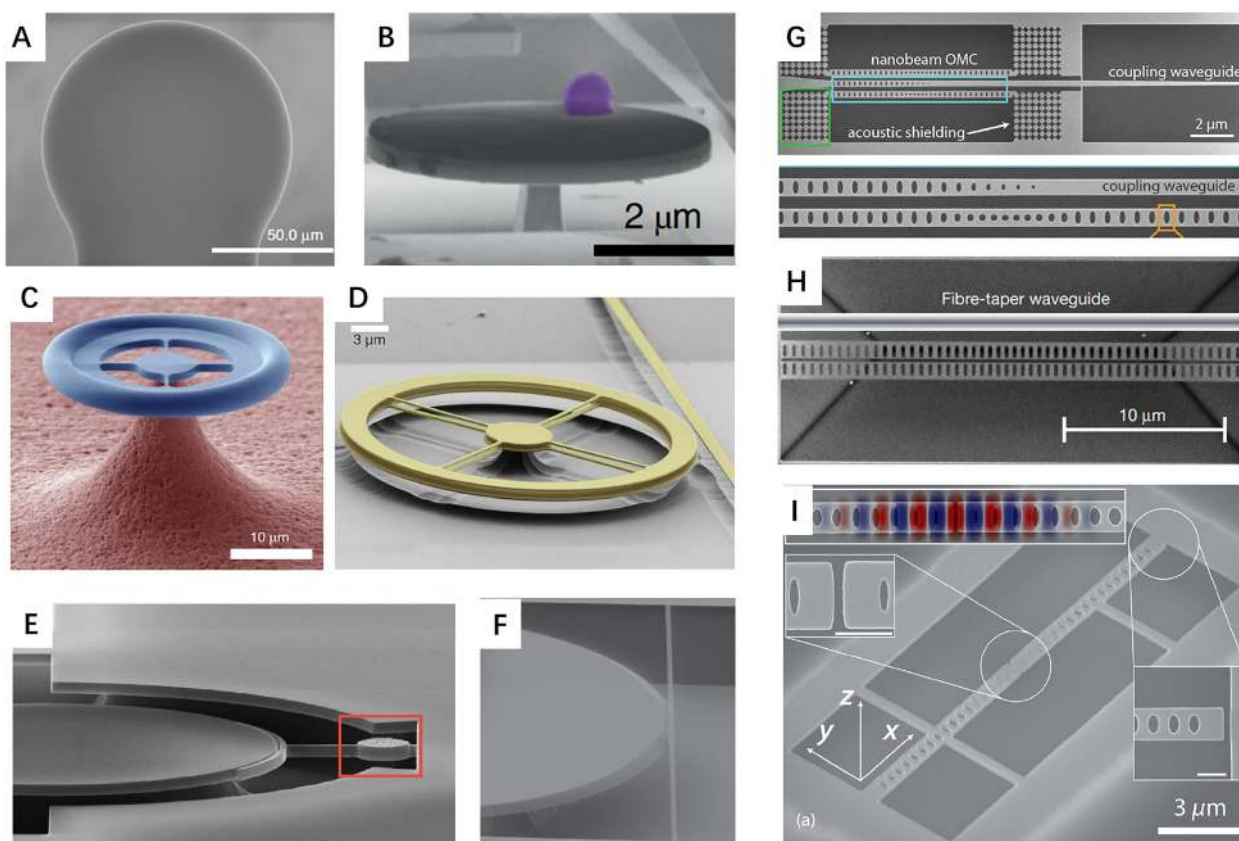 A
50.0 μm
B
2 μm
C
10 μm
D
3 μm
E
F
G
nanobeam OMC
coupling waveguide
acoustic shielding
2 μm
coupling waveguide
H
Fibre-taper waveguide
10 μm
I
z
y
x
(a)
3 μm